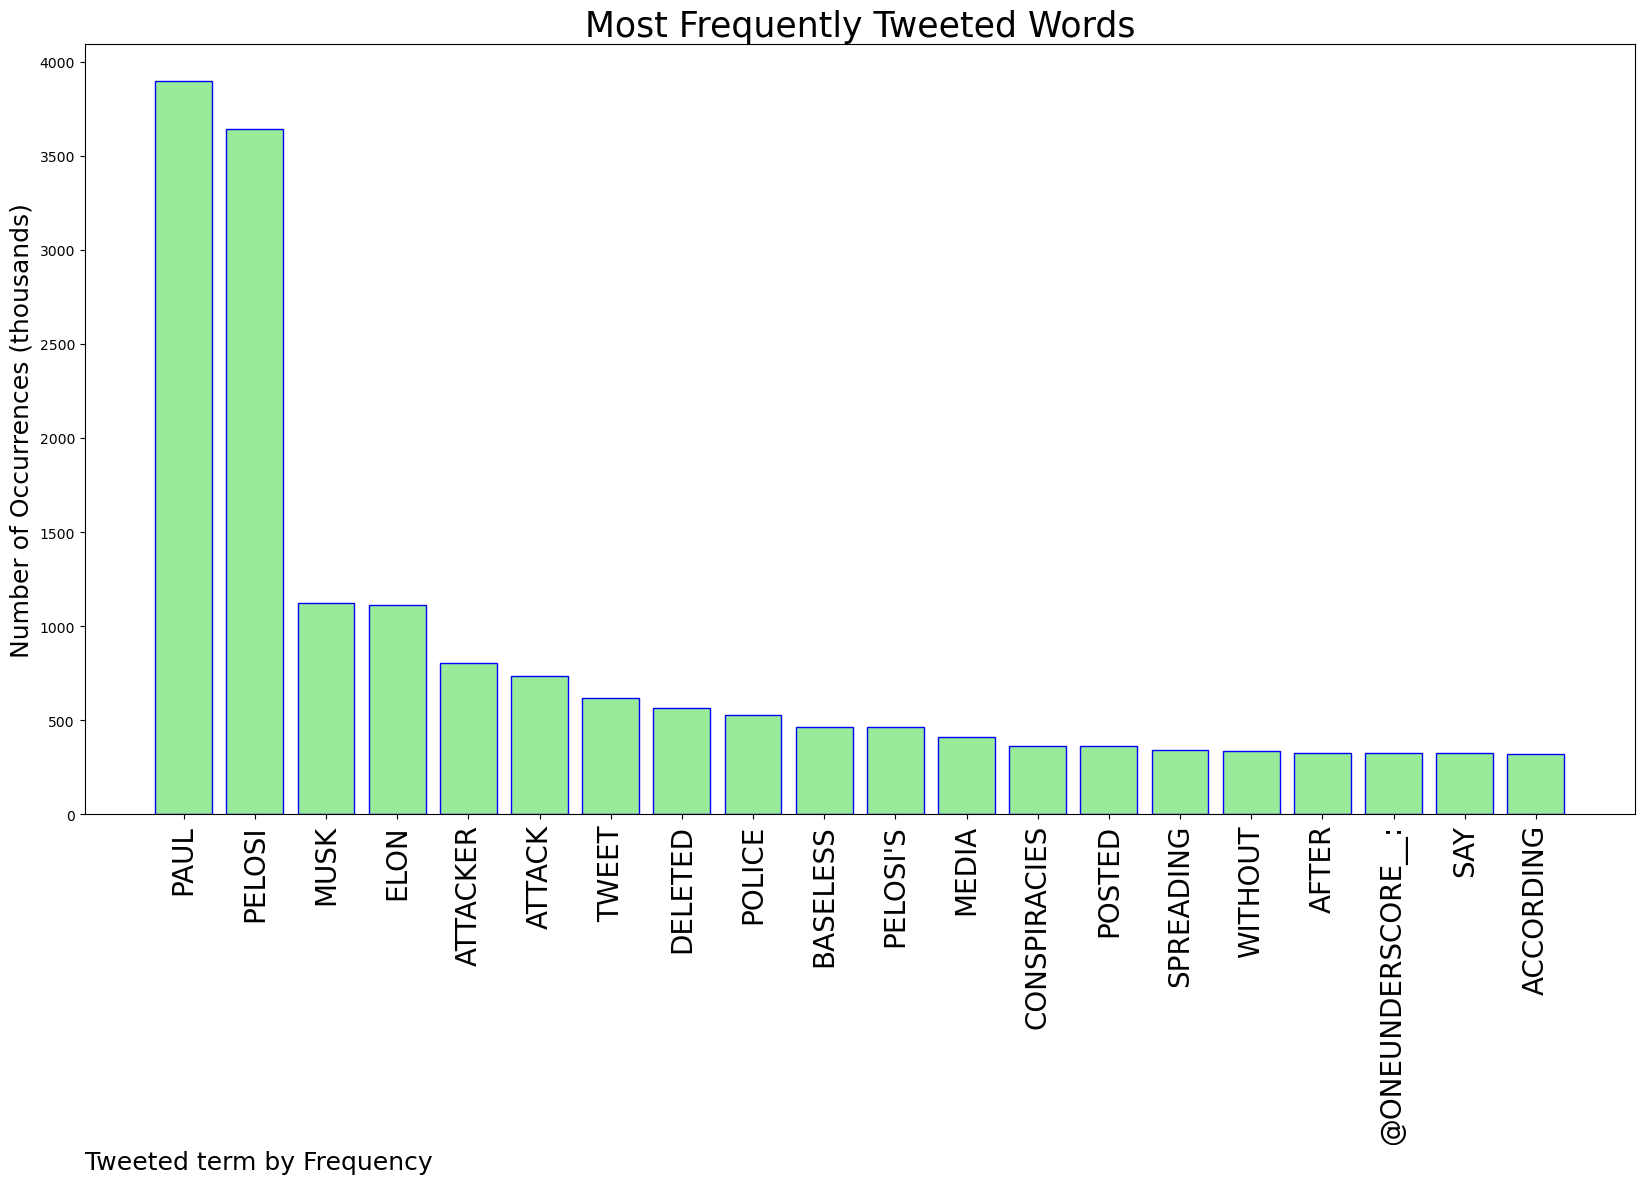 Most Frequently Tweeted Words
Number of Occurrences (thousands)
4000
3500
3000
2500
2000
1500
1000
500
0
PAUL
PELOSI
MUSK
ELON
ATTACKER
ATTACK
TWEET
DELETED
POLICE
BASELESS
PELOSI'S
MEDIA
CONSPIRACIES
POSTED
SPREADING
WITHOUT
AFTER
@ONEUNDERSCORE__:
SAY
ACCORDING
Tweeted term by Frequency